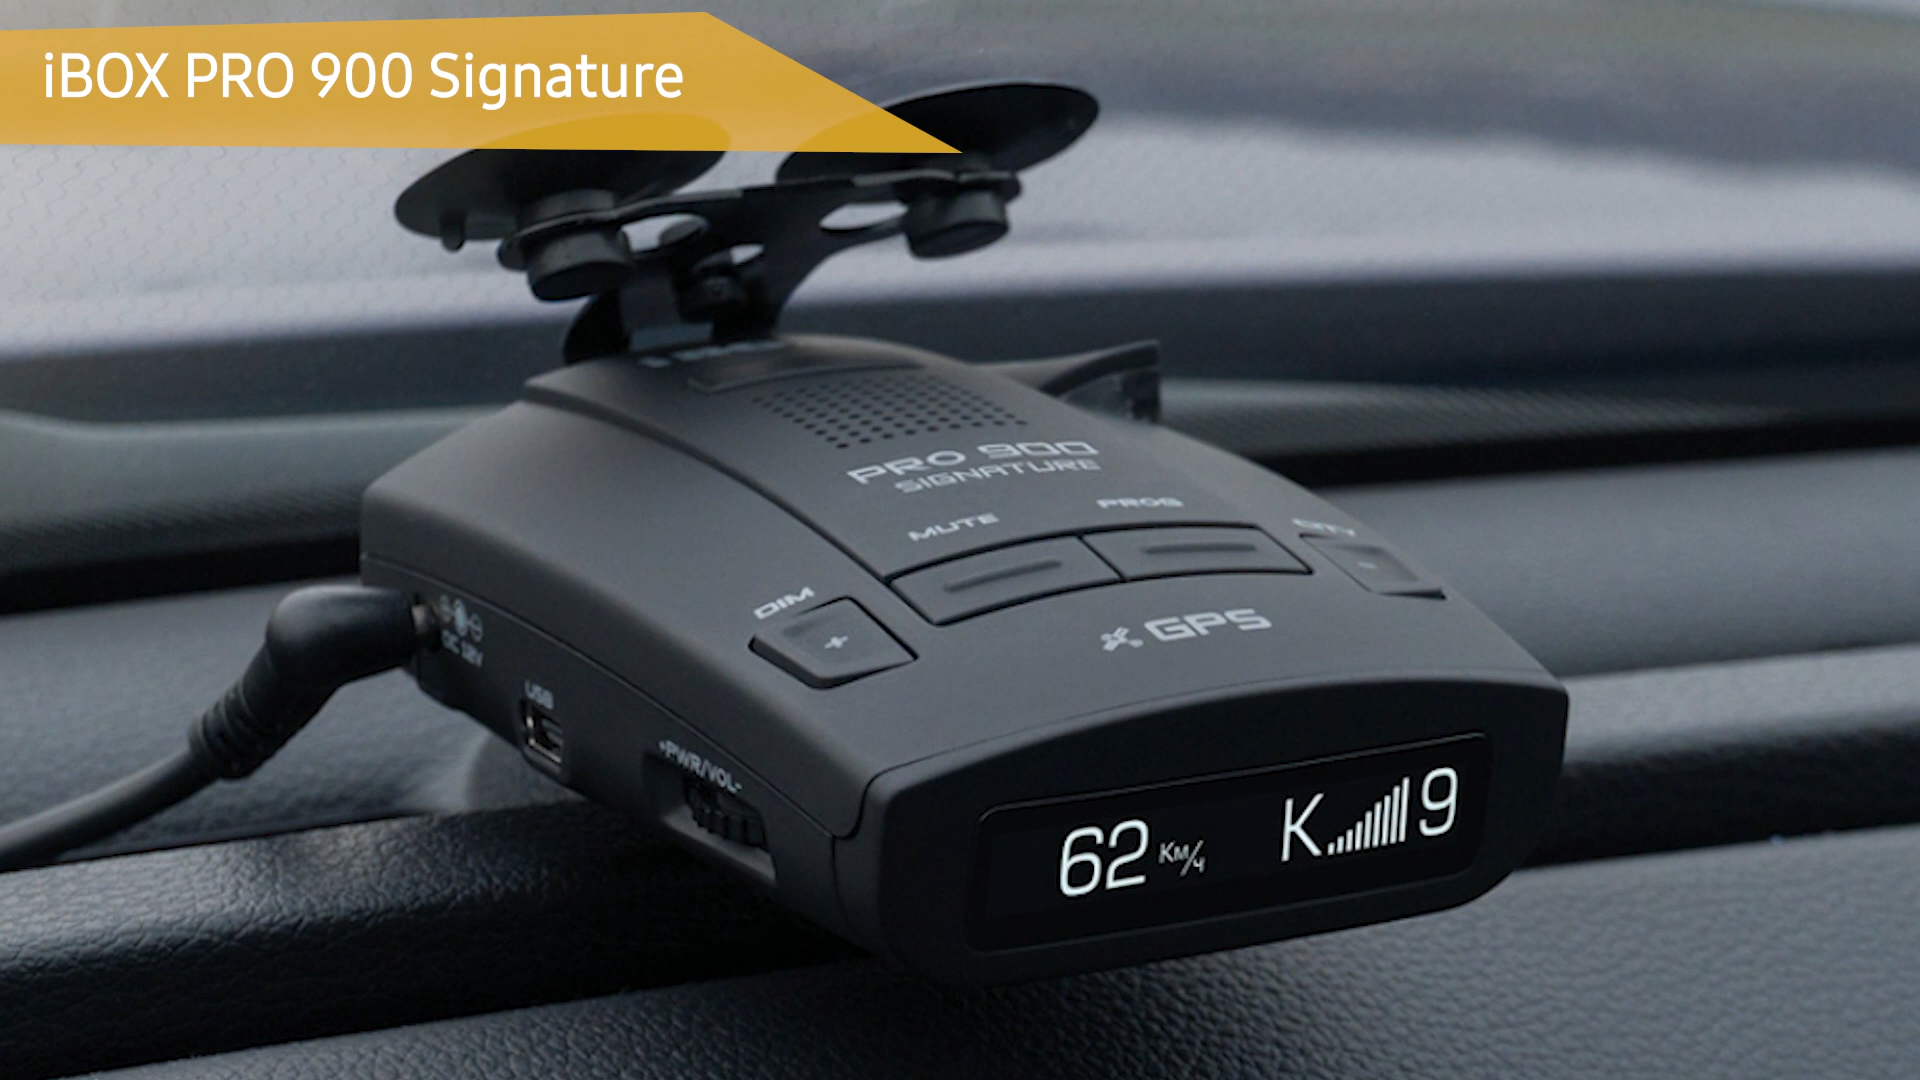 iBOX PRO 900 Signature
PRO 900
SIGNATURE
MUTE
PROG
CITY
DIM
+
GPS
DC 12V
USB
+PWR/VOL-
62 Км/ч K 9